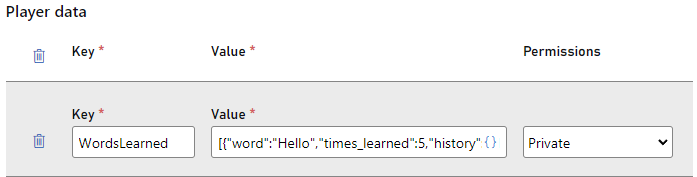 Player data
Key * Value * Permissions
Key * Value *
WordsLearned [{"word":"Hello","times_learned":5,"history" {} Private